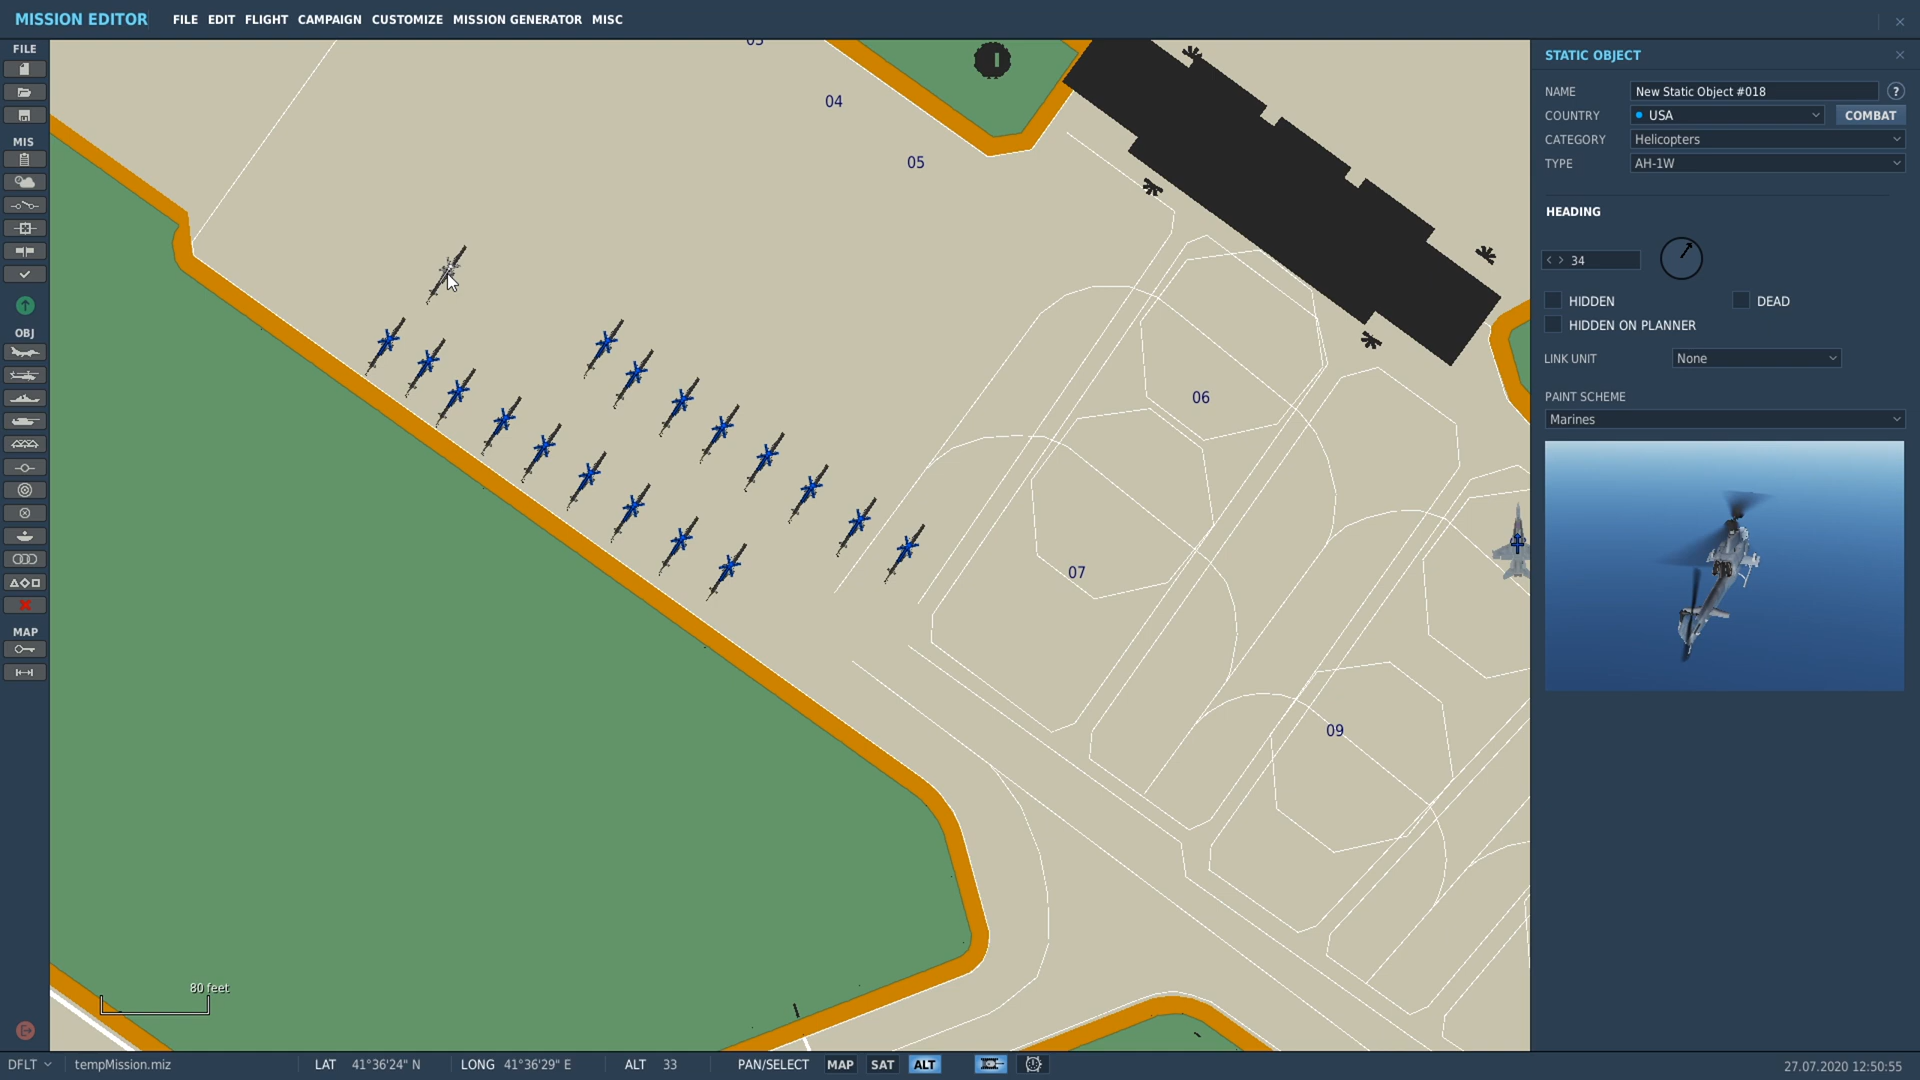 MISSION EDITOR
FILE EDIT FLIGHT CAMPAIGN CUSTOMIZE MISSION GENERATOR MISC
FILE
MIS
OBJ
MAP
03
04
05
06
07
09
80 feet
STATIC OBJECT
NAME New Static Object #018 ?
COUNTRY USA COMBAT
CATEGORY Helicopters
TYPE AH-1W
HEADING
34
HIDDEN DEAD
HIDDEN ON PLANNER
LINK UNIT None
PAINT SCHEME
Marines
DFLT tempMission.miz LAT 41°36'24" N LONG 41°36'29" E ALT 33 PAN/SELECT MAP SAT ALT 27.07.2020 12:50:55